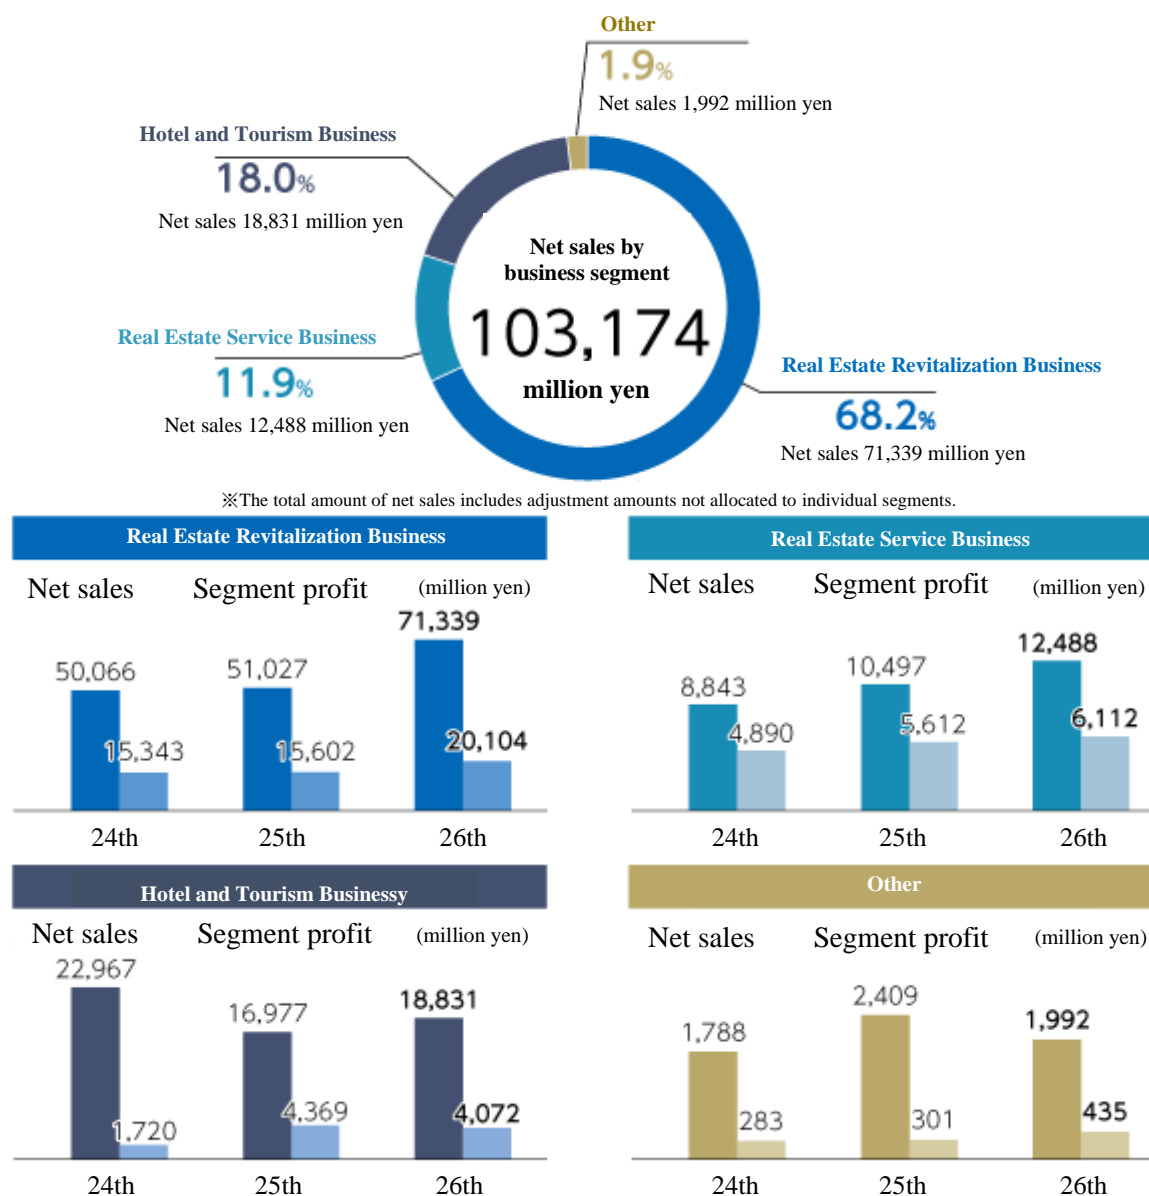 Other
1.9%
Net sales 1,992 million yen
Hotel and Tourism Business
18.0%
Net sales 18,831 million yen
Net sales by
business segment
103,174
million yen
Real Estate Service Business
11.9%
Net sales 12,488 million yen
Real Estate Revitalization Business
68.2%
Net sales 71,339 million yen
※The total amount of net sales includes adjustment amounts not allocated to individual segments.
Real Estate Revitalization Business
Net sales Segment profit (million yen)
50,066 15,343 51,027 15,602 71,339 20,104
24th 25th 26th
Real Estate Service Business
Net sales Segment profit (million yen)
8,843 4,890 10,497 5,612 12,488 6,112
24th 25th 26th
Hotel and Tourism Businessy
Net sales Segment profit (million yen)
22,967 1,720 16,977 4,369 18,831 4,072
24th 25th 26th
Other
Net sales Segment profit (million yen)
1,788 283 2,409 301 1,992 435
24th 25th 26th